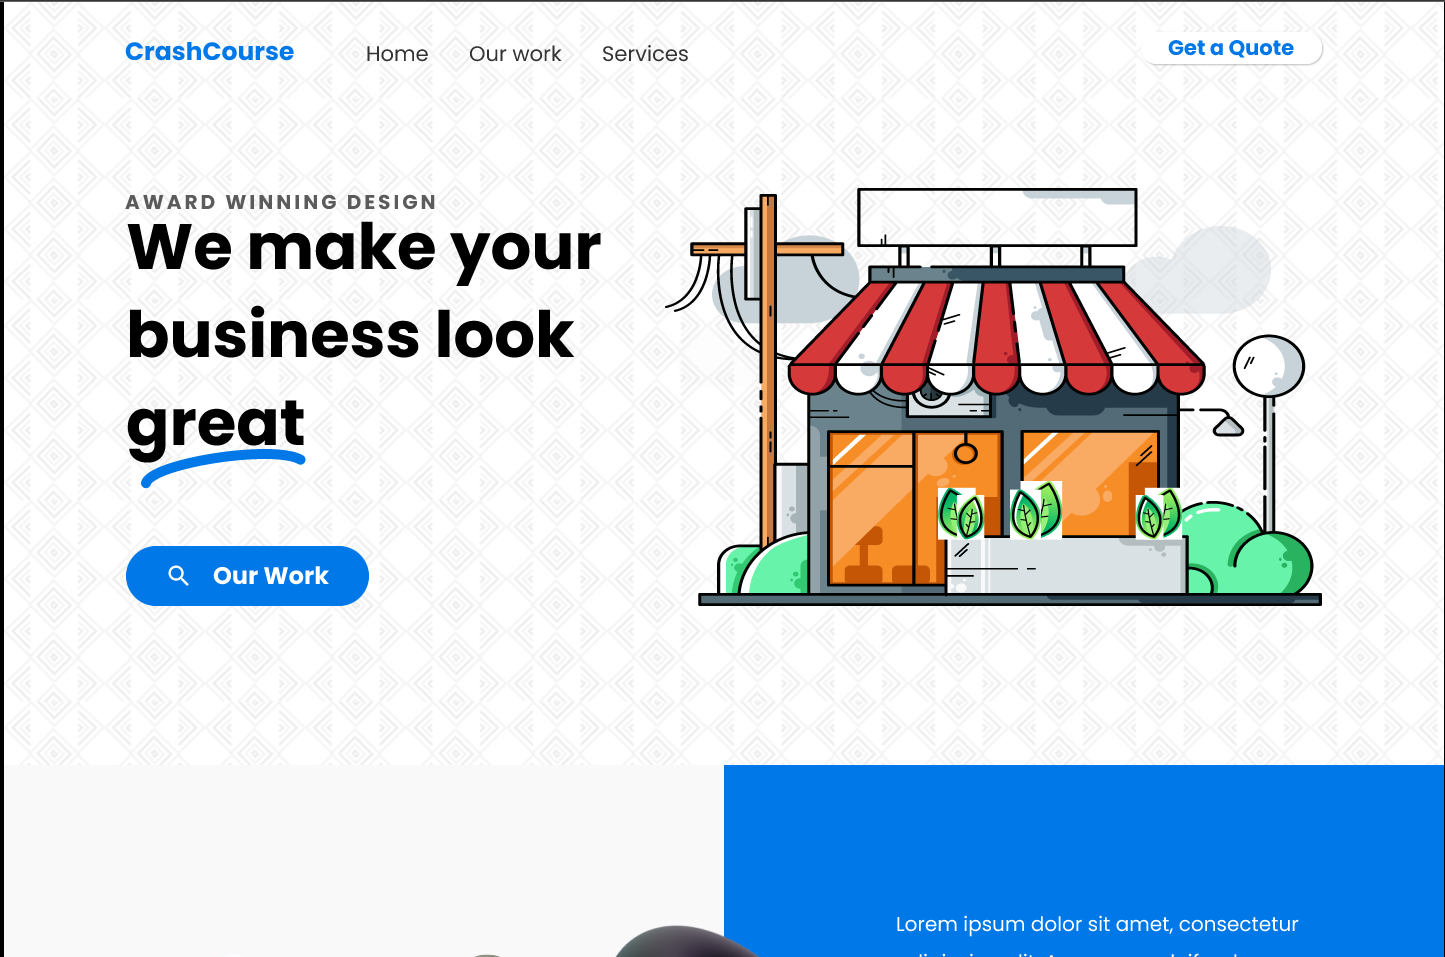 CrashCourse
Home
Our work
Services
Get a Quote
AWARD WINNING DESIGN
We make your
business look
great
Our Work
Lorem ipsum dolor sit amet, consectetur